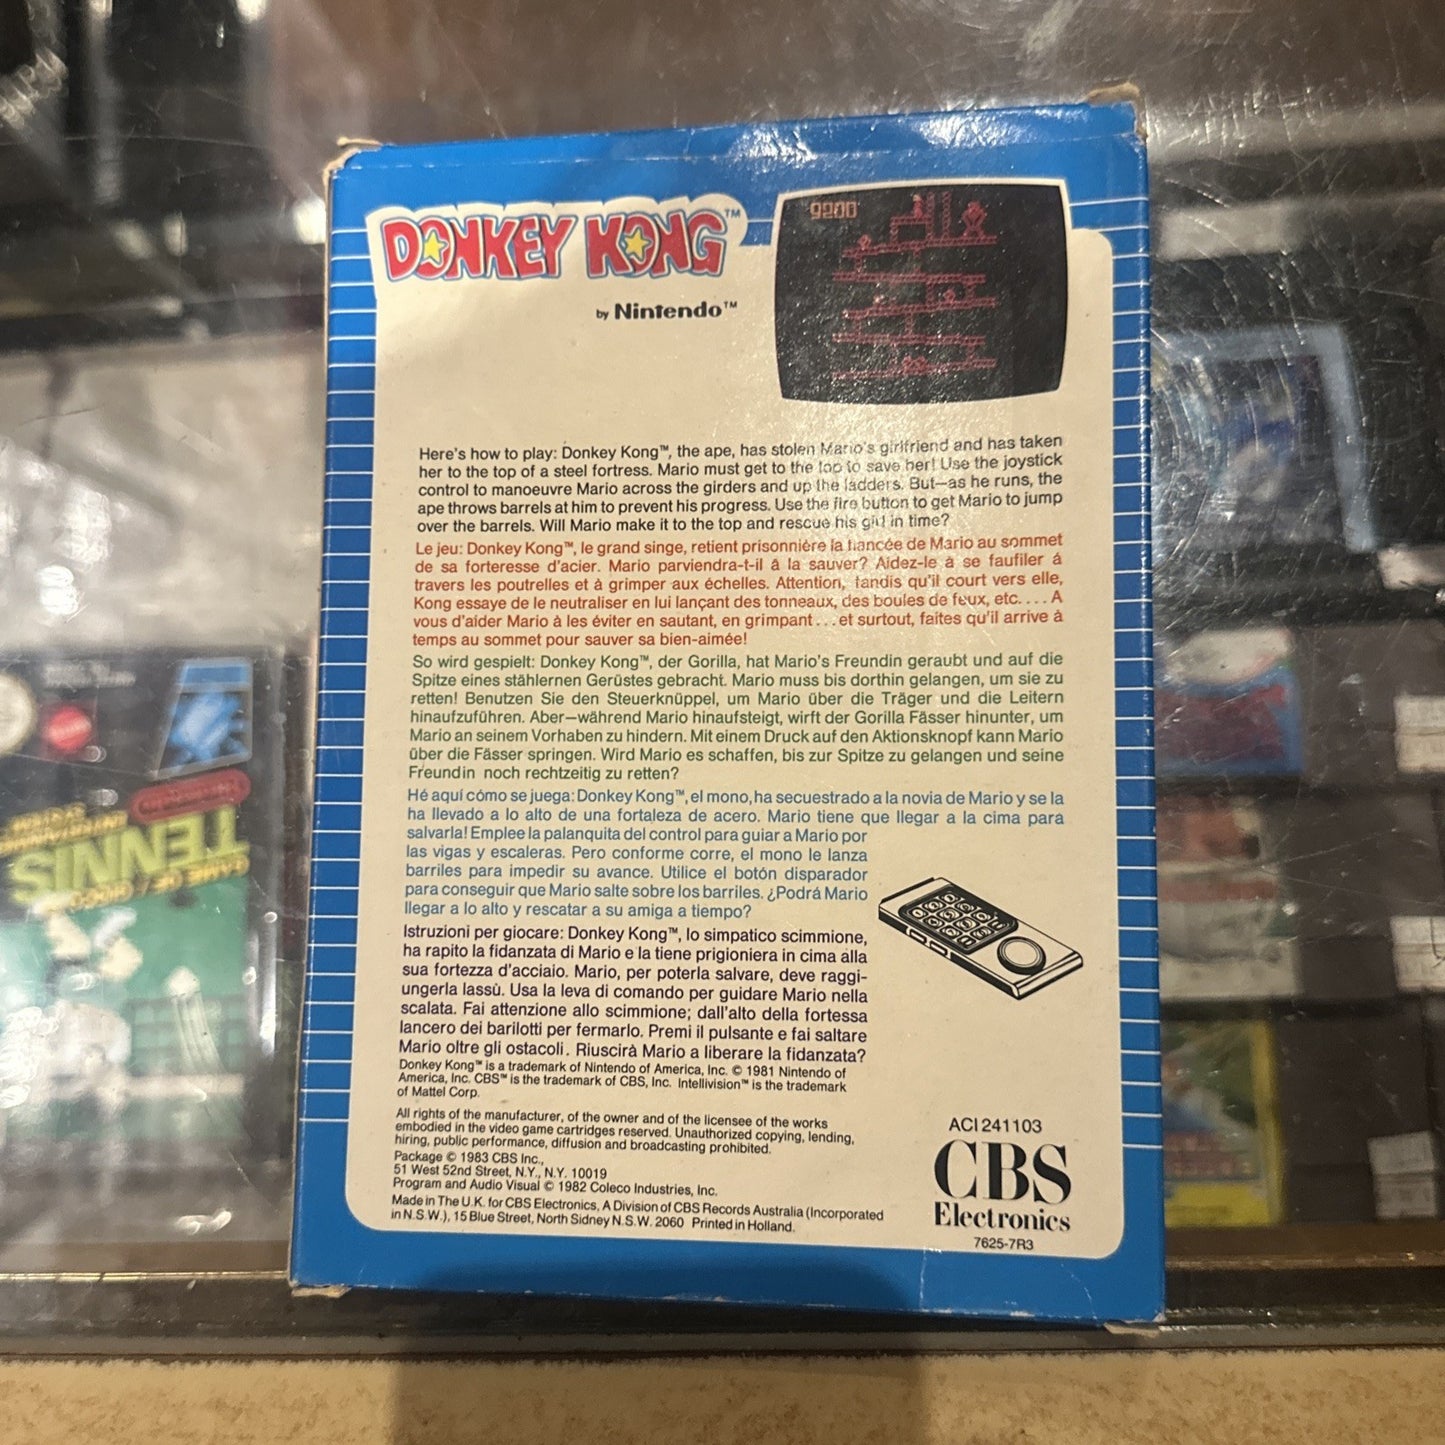 DONKEY KONG™
by Nintendo™
9200
Here's how to play: Donkey Kong™, the ape, has stolen Mario's girlfriend and has taken
her to the top of a steel fortress. Mario must get to the top to save her! Use the joystick
control to manoeuvre Mario across the girders and up the ladders. But—as he runs, the
ape throws barrels at him to prevent his progress. Use the fire button to get Mario to jump
over the barrels. Will Mario make it to the top and rescue his girl in time?
Le jeu: Donkey Kong™, le grand singe, retient prisonnière la fiancée de Mario au sommet
de sa forteresse d'acier. Mario parviendra-t-il á la sauver? Aidez-le á se faufiler á
travers les poutrelles et à grimper aux échelles. Attention, tandis qu'il court vers elle,
Kong essaye de le neutraliser en lui lançant des tonneaux, des boules de feux, etc.... A
vous d'aider Mario à les éviter en sautant, en grimpant...et surtout, faites qu'il arrive à
temps au sommet pour sauver sa bien-aimée!
So wird gespielt: Donkey Kong™, der Gorilla, hat Mario's Freundin geraubt und auf die
Spitze eines stählernen Gerüstes gebracht. Mario muss bis dorthin gelangen, um sie zu
retten! Benutzen Sie den Steuerknüppel, um Mario über die Träger und die Leitern
hinaufzuführen. Aber—während Mario hinaufsteigt, wirft der Gorilla Fässer hinunter, um
Mario an seinem Vorhaben zu hindern. Mit einem Druck auf den Aktionsknopf kann Mario
über die Fässer springen. Wird Mario es schaffen, bis zur Spitze zu gelangen und seine
Freundin noch rechtzeitig zu retten?
Hé aquí cómo se juega: Donkey Kong™, el mono, ha secuestrado a la novia de Mario y se la
ha llevado a lo alto de una fortaleza de acero. Mario tiene que llegar a la cima para
salvarla! Emplee la palanquita del control para guiar a Mario por
las vigas y escaleras. Pero conforme corre, el mono le lanza
barriles para impedir su avance. Utilice el botón disparador
para conseguir que Mario salte sobre los barriles. ¿Podrá Mario
llegar a lo alto y rescatar a su amiga a tiempo?
Istruzioni per giocare: Donkey Kong™, lo simpatico scimmione,
ha rapito la fidanzata di Mario e la tiene prigioniera in cima alla
sua fortezza d'acciaio. Mario, per poterla salvare, deve raggi-
ungerla lassù. Usa la leva di comando per guidare Mario nella
scalata. Fai attenzione allo scimmione; dall'alto della fortessa
lancero dei barilotti per fermarlo. Premi il pulsante e fai saltare
Mario oltre gli ostacoli. Riuscirà Mario a liberare la fidanzata?
Donkey Kong™ is a trademark of Nintendo of America, Inc. © 1981 Nintendo of
America, Inc. CBS™ is the trademark of CBS, Inc. Intellivision™ is the trademark
of Mattel Corp.
All rights of the manufacturer, of the owner and of the licensee of the works
embodied in the video game cartridges reserved. Unauthorized copying, lending,
hiring, public performance, diffusion and broadcasting prohibited.
Package © 1983 CBS Inc.,
51 West 52nd Street, N.Y., N.Y. 10019
Program and Audio Visual © 1982 Coleco Industries, Inc.
Made in The U.K. for CBS Electronics, A Division of CBS Records Australia (Incorporated
in N.S.W.), 15 Blue Street, North Sidney N.S.W. 2060 Printed in Holland.
ACI 241103
CBS
Electronics
7625-7R3
ENTERTAINMENT
SYSTEM
TENNIS
GAME OF / GIOCO